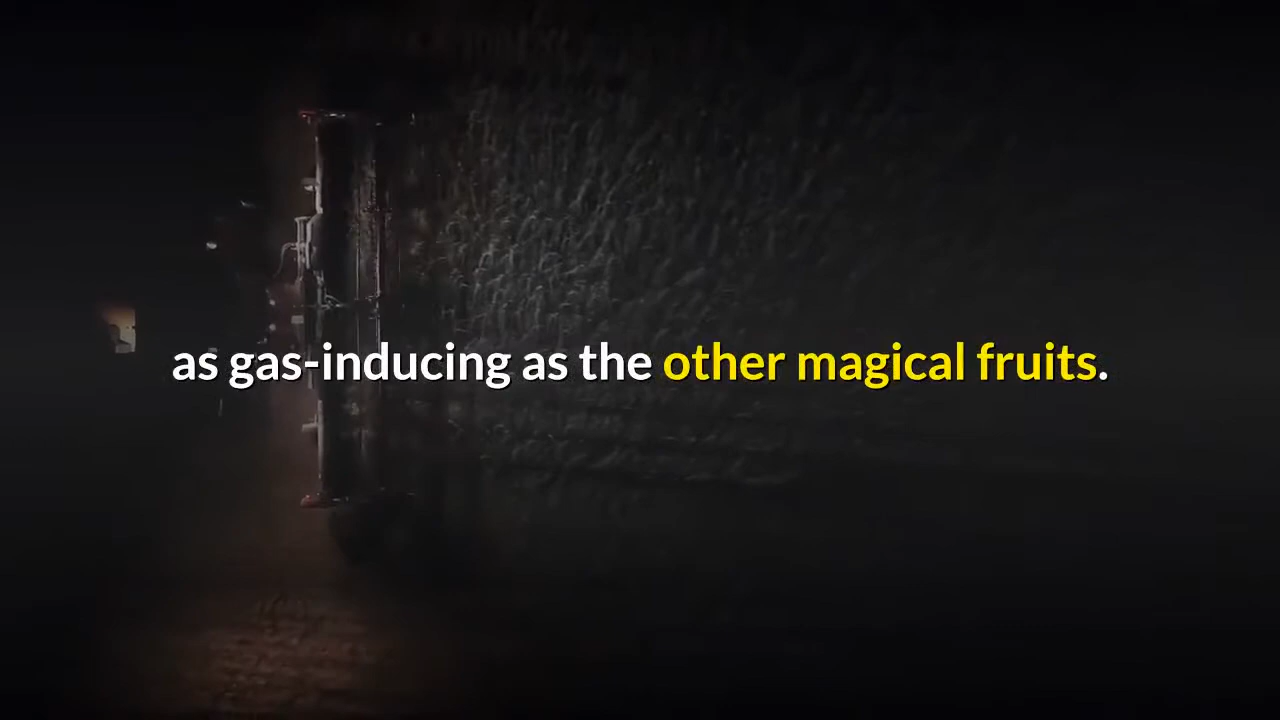 as gas-inducing as the other magical fruits.